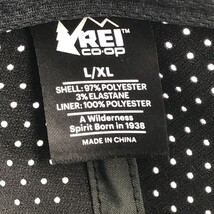 REI
CO·OP
L/XL
SHELL: 97% POLYESTER
3% ELASTANE
LINER: 100% POLYESTER
A Wilderness
Spirit Born in 1938
MADE IN CHINA